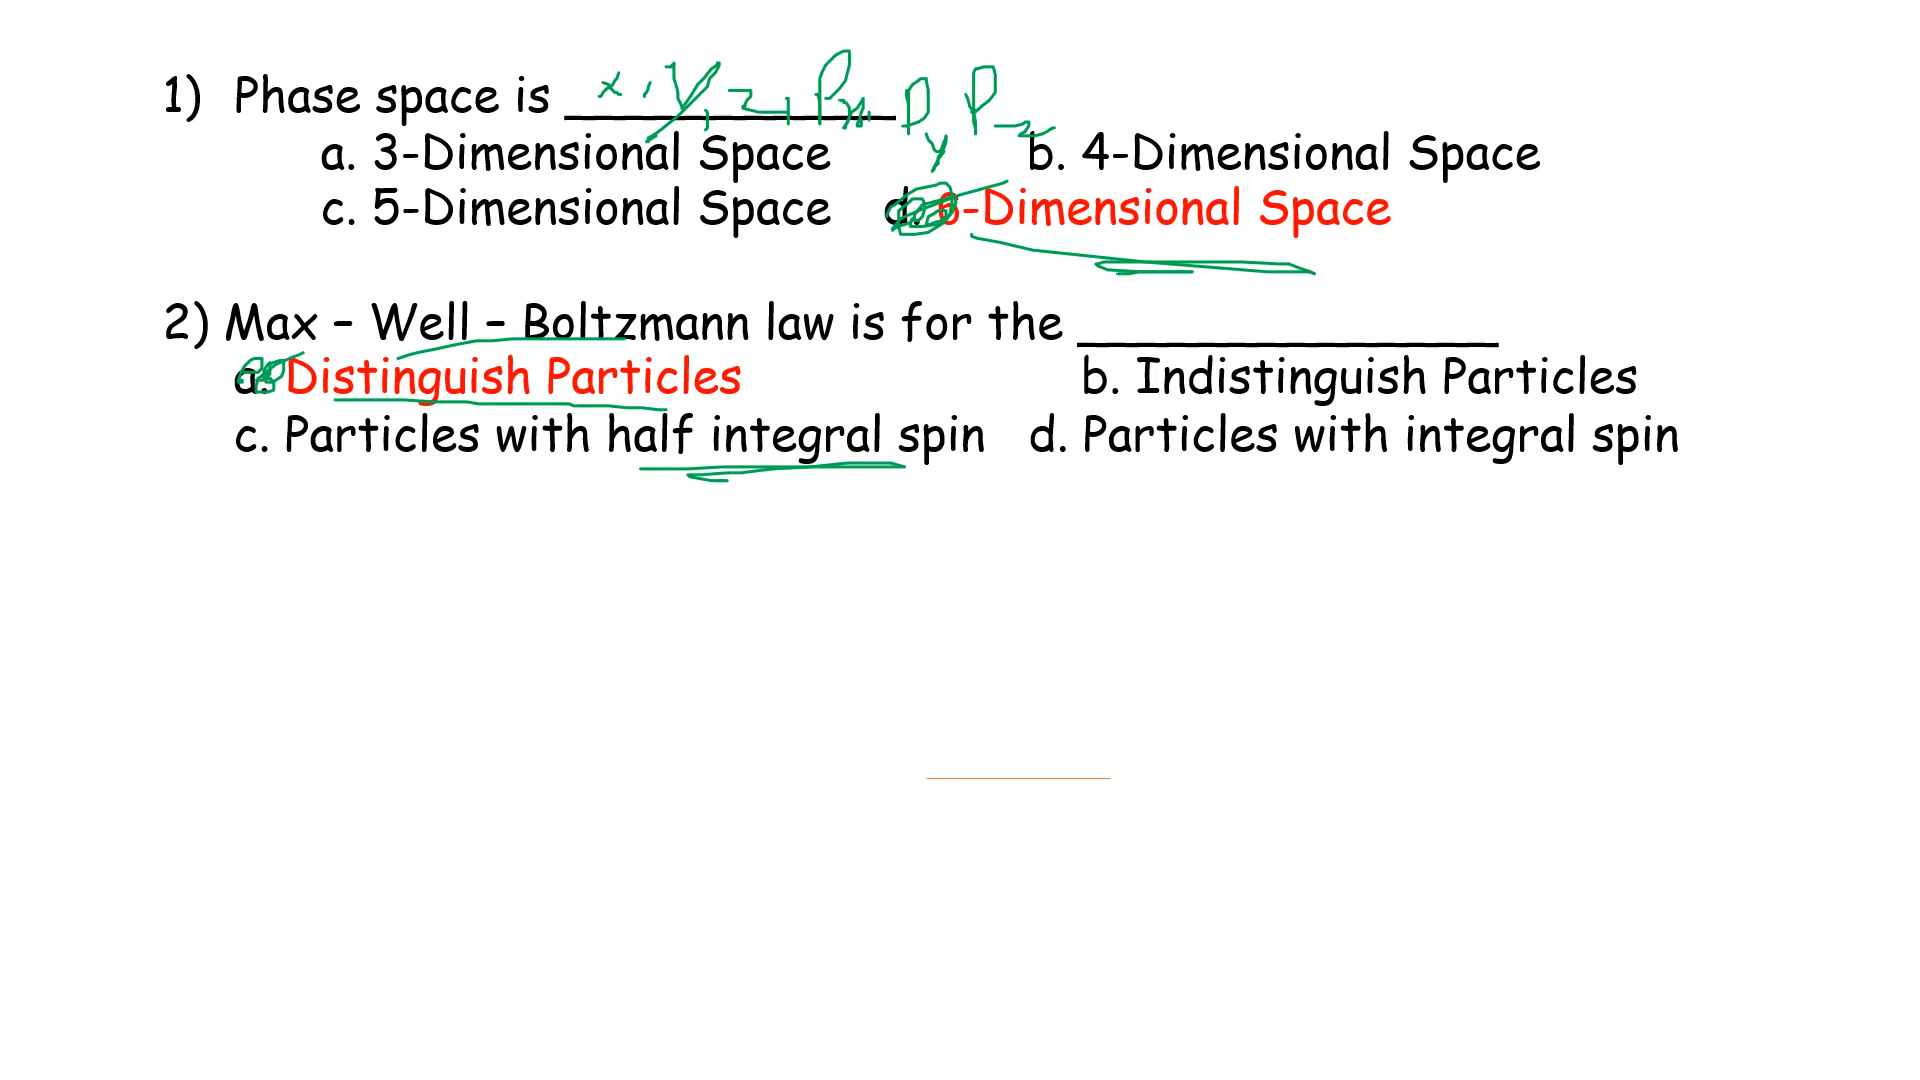 1) Phase space is ______________ x, y, z, Px, Py Pz
a. 3-Dimensional Space b. 4-Dimensional Space
c. 5-Dimensional Space d. 6-Dimensional Space
2) Max – Well – Boltzmann law is for the __________________
a. Distinguish Particles b. Indistinguish Particles
c. Particles with half integral spin d. Particles with integral spin